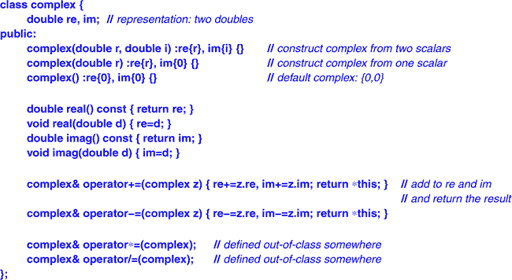 class complex {
double re, im; // representation: two doubles
public:
complex(double r, double i) :re{r}, im{i} {} // construct complex from two scalars
complex(double r) :re{r}, im{0} {} // construct complex from one scalar
complex() :re{0}, im{0} {} // default complex: {0,0}
double real() const { return re; }
void real(double d) { re=d; }
double imag() const { return im; }
void imag(double d) { im=d; }
complex& operator+=(complex z) { re+=z.re, im+=z.im; return *this; } // add to re and im
// and return the result
complex& operator−=(complex z) { re−=z.re, im−=z.im; return *this; }
complex& operator*=(complex); // defined out-of-class somewhere
complex& operator/=(complex); // defined out-of-class somewhere
};